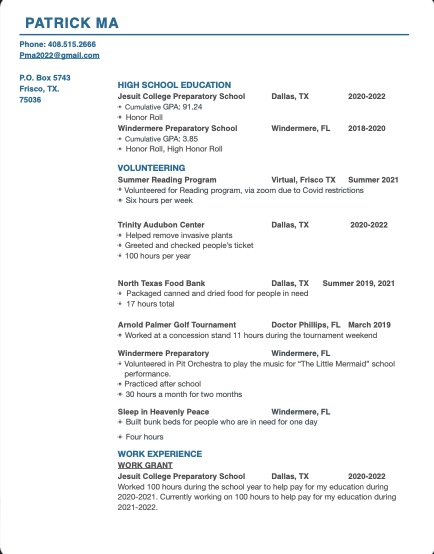 PATRICK MA
Phone: 408.515.2666
Pma2022@gmail.com
P.O. Box 5743
Frisco, TX.
75036
HIGH SCHOOL EDUCATION
Jesuit College Preparatory School Dallas, TX 2020-2022
+ Cumulative GPA: 91.24
+ Honor Roll
Windermere Preparatory School Windermere, FL 2018-2020
+ Cumulative GPA: 3.85
+ Honor Roll, High Honor Roll
VOLUNTEERING
Summer Reading Program Virtual, Frisco TX Summer 2021
+ Volunteered for Reading program, via zoom due to Covid restrictions
+ Six hours per week
Trinity Audubon Center Dallas, TX 2020-2022
+ Helped remove invasive plants
+ Greeted and checked people's ticket
+ 100 hours per year
North Texas Food Bank Dallas, TX Summer 2019, 2021
+ Packaged canned and dried food for people in need
+ 17 hours total
Arnold Palmer Golf Tournament Doctor Phillips, FL March 2019
+ Worked at a concession stand 11 hours during the tournament weekend
Windermere Preparatory Windermere, FL
+ Volunteered in Pit Orchestra to play the music for "The Little Mermaid" school
performance.
+ Practiced after school
+ 30 hours a month for two months
Sleep in Heavenly Peace Windermere, FL
+ Built bunk beds for people who are in need for one day
+ Four hours
WORK EXPERIENCE
WORK GRANT
Jesuit College Preparatory School Dallas, TX 2020-2022
Worked 100 hours during the school year to help pay for my education during
2020-2021. Currently working on 100 hours to help pay for my education during
2021-2022.